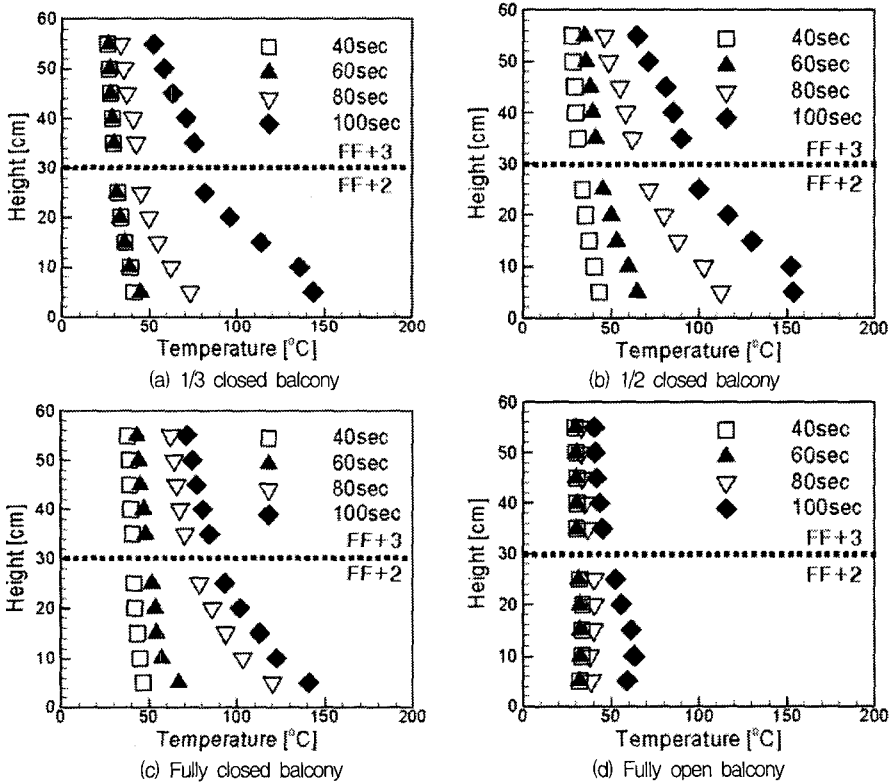 60
50
40
30
20
10
0
Height [cm]
40sec
60sec
80sec
100sec
FF+3
FF+2
0 50 100 150 200
Temperature [°C]
(a) 1/3 closed balcony
60
50
40
30
20
10
0
Height [cm]
40sec
60sec
80sec
100sec
FF+3
FF+2
0 50 100 150 200
Temperature [°C]
(b) 1/2 closed balcony
60
50
40
30
20
10
0
Height [cm]
40sec
60sec
80sec
100sec
FF+3
FF+2
0 50 100 150 200
Temperature [°C]
(c) Fully closed balcony
60
50
40
30
20
10
0
Height [cm]
40sec
60sec
80sec
100sec
FF+3
FF+2
0 50 100 150 200
Temperature [°C]
(d) Fully open balcony